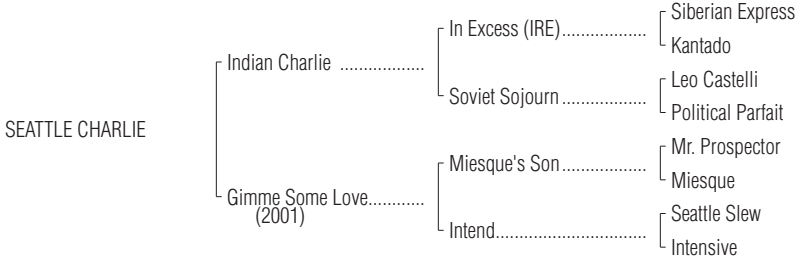 Siberian Express
In Excess (IRE)..................
Kantado
Indian Charlie ..................
Leo Castelli
Soviet Sojourn..................
Political Parfait
SEATTLE CHARLIE
Mr. Prospector
Miesque's Son..................
Miesque
Gimme Some Love............
(2001)
Seattle Slew
Intend................................
Intensive